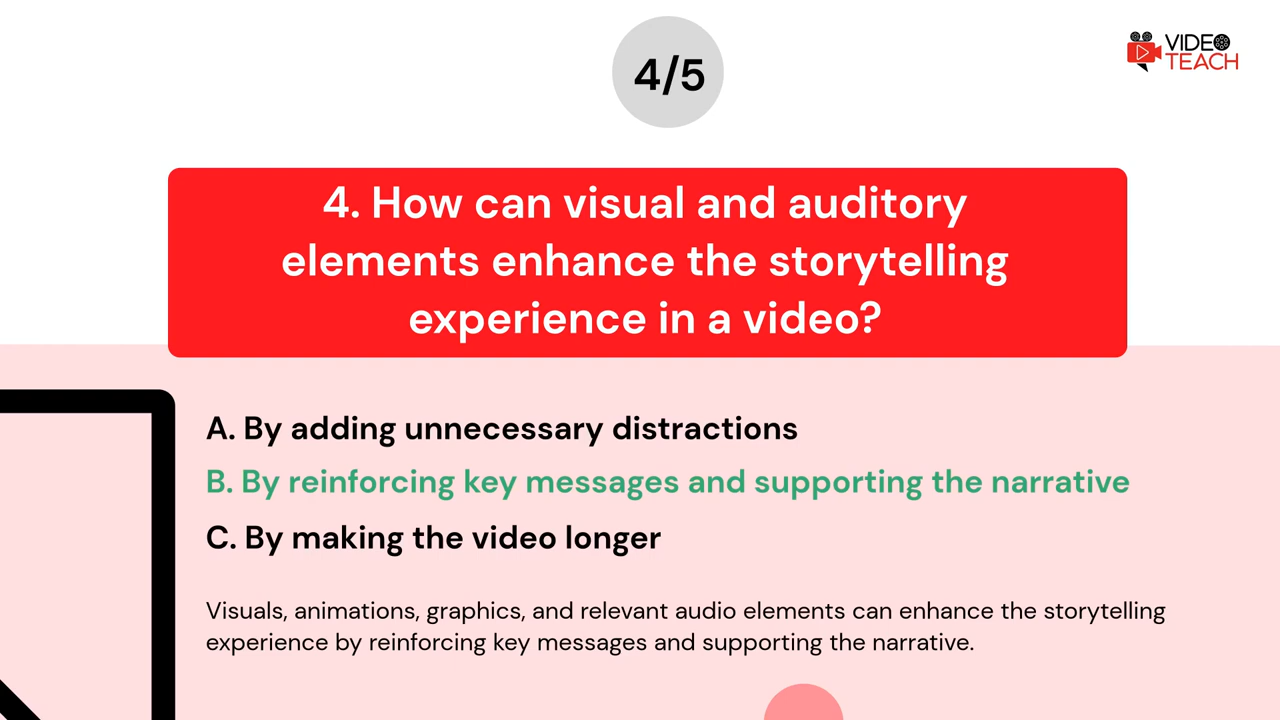 4/5
VIDEO
TEACH
4. How can visual and auditory
elements enhance the storytelling
experience in a video?
A. By adding unnecessary distractions
B. By reinforcing key messages and supporting the narrative
C. By making the video longer
Visuals, animations, graphics, and relevant audio elements can enhance the storytelling
experience by reinforcing key messages and supporting the narrative.